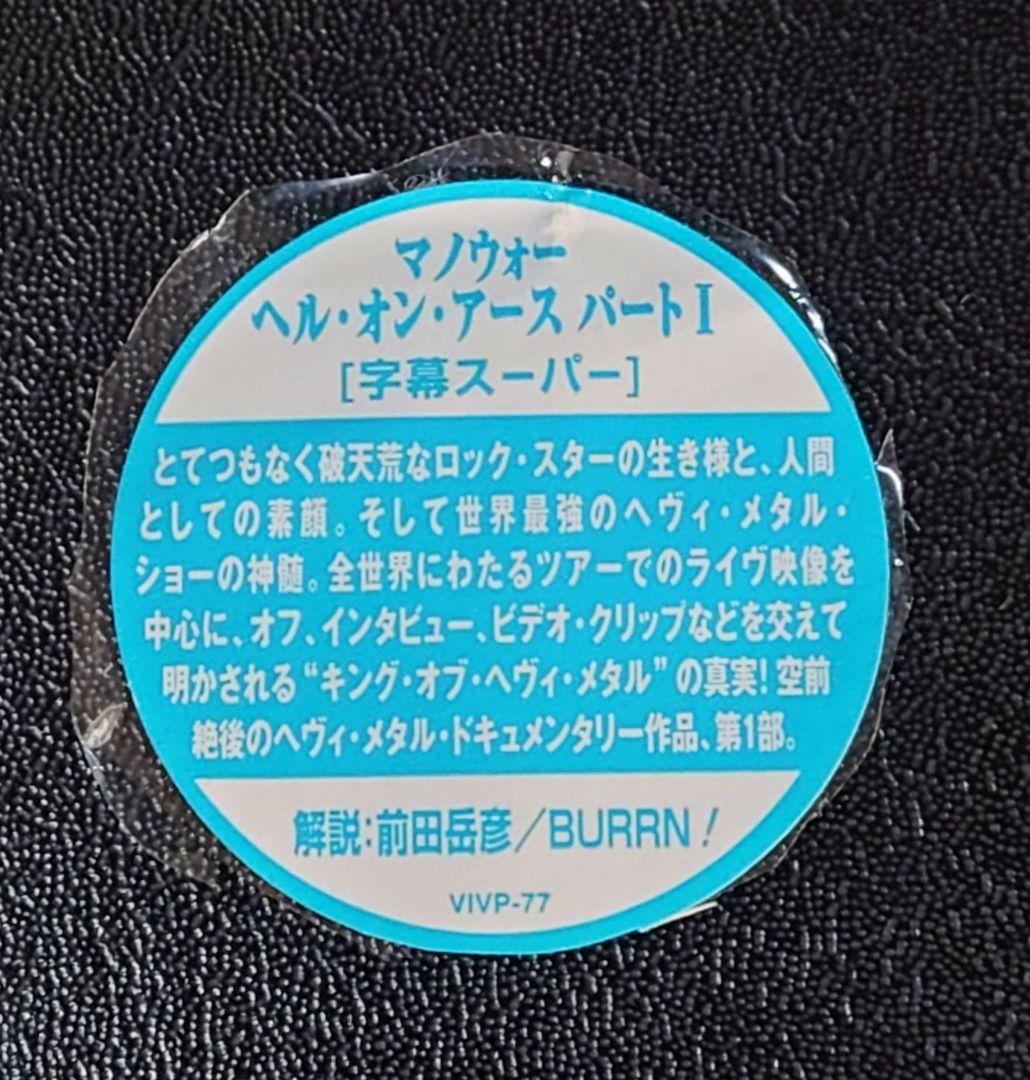 マノウォー
ヘル・オン・アース パートⅠ
[字幕スーパー]
とてつもなく破天荒なロック・スターの生き様と、人間
としての素顔。そして世界最強のヘヴィ・メタル・
ショーの神髄。全世界にわたるツアーでのライヴ映像を
中心に、オフ、インタビュー、ビデオ・クリップなどを交えて
明かされる“キング・オブ・ヘヴィ・メタル”の真実!空前
絶後のヘヴィ・メタル・ドキュメンタリー作品、第1部。
解説:前田岳彦/BURRN!
VIVP-77